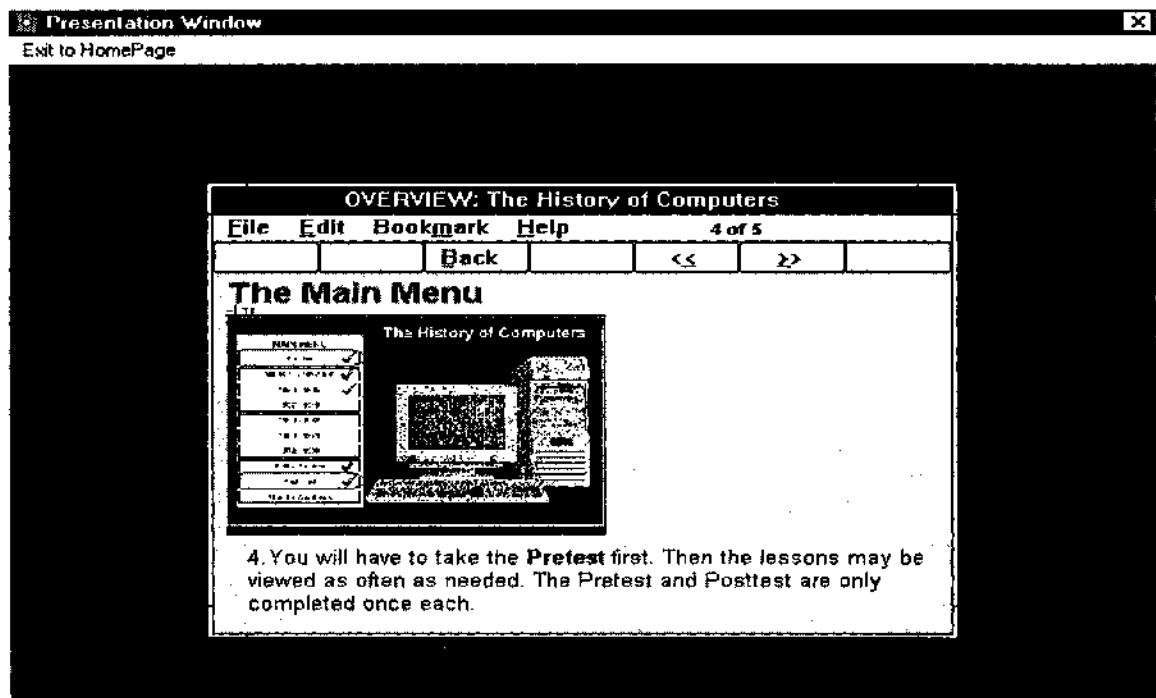 Presentation Window
Exit to HomePage
OVERVIEW: The History of Computers
File Edit Bookmark Help 4 of 5
Back << >>
The Main Menu
The History of Computers
MAIN MENU
4. You will have to take the Pretest first. Then the lessons may be
viewed as often as needed. The Pretest and Posttest are only
completed once each.